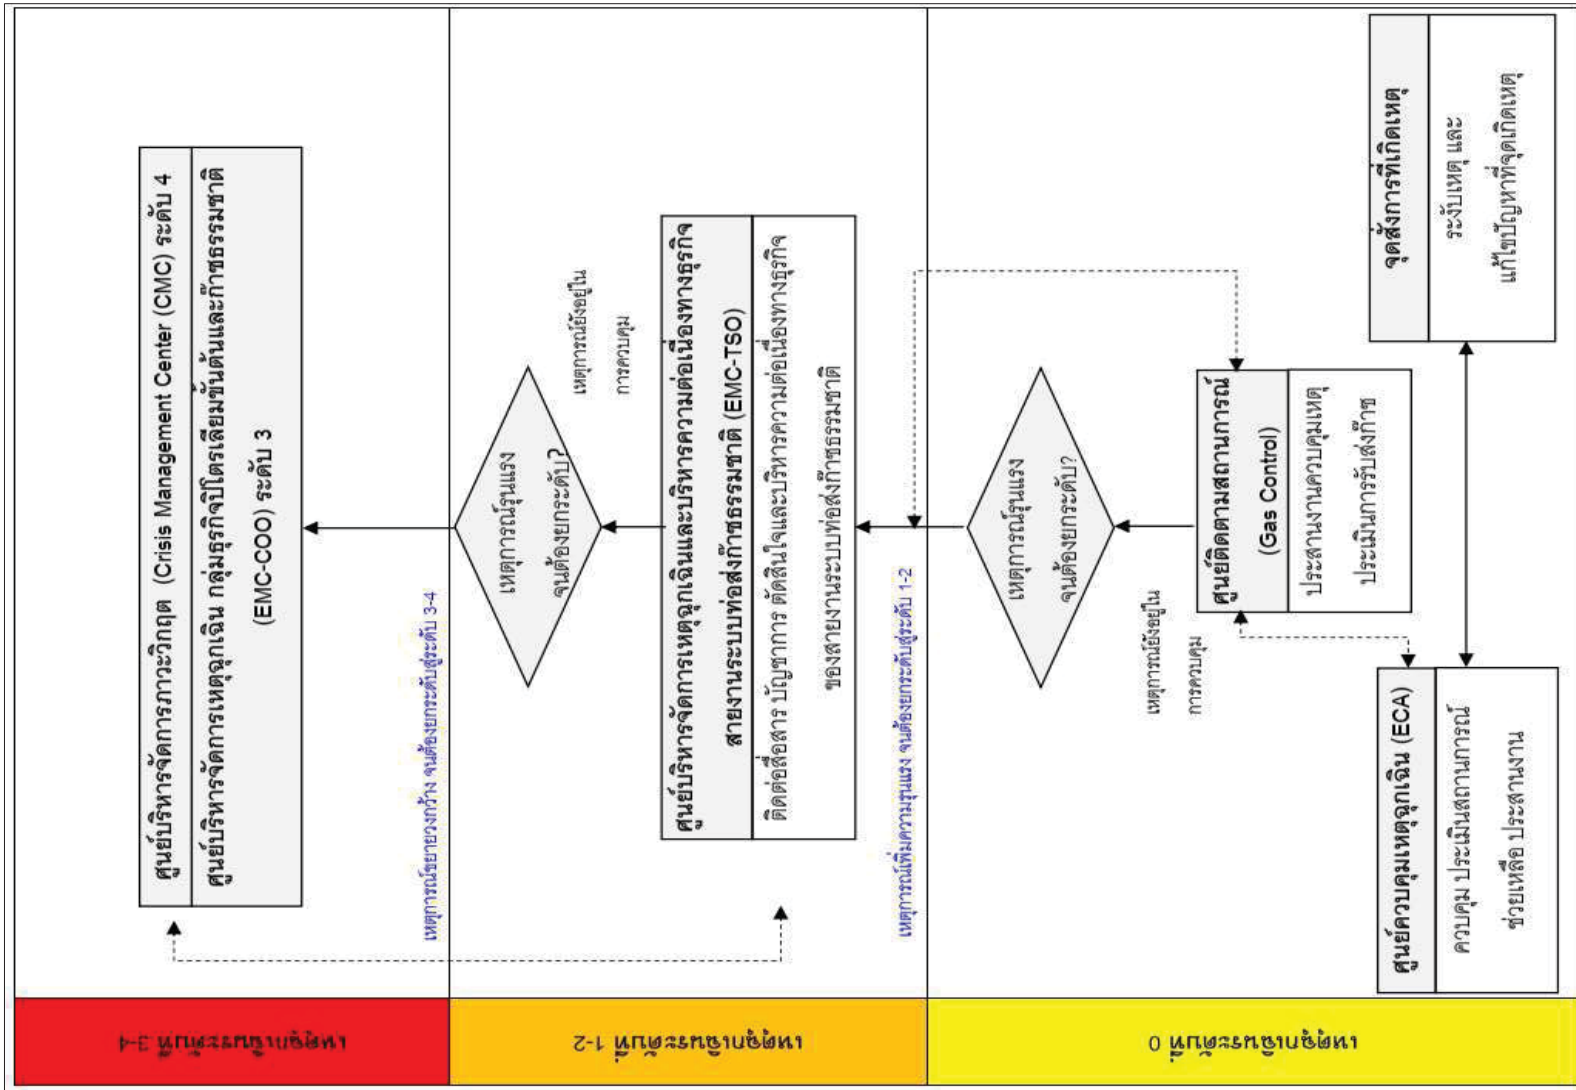 เหตุฉุกเฉินระดับที่ 3-4
ศูนย์บริหารจัดการภาวะวิกฤต (Crisis Management Center (CMC) ระดับ 4
ศูนย์บริหารจัดการเหตุฉุกเฉิน กลุ่มธุรกิจปิโตรเลียมขั้นต้นและก๊าซธรรมชาติ
(EMC-COO) ระดับ 3
เหตุการณ์ขยายวงกว้าง จนต้องยกระดับสู่ระดับ 3-4
เหตุฉุกเฉินระดับที่. 1-2
เหตุการณ์รุนแรง
จนต้องยกระดับ?
เหตุการณ์ยังอยู่ใน
การควบคุม
ศูนย์บริหารจัดการเหตุฉุกเฉินและบริหารความต่อเนื่องทางธุรกิจ
สายงานระบบท่อส่งก๊าซธรรมชาติ (EMC-TSO)
ติดต่อสื่อสาร บัญชาการ ตัดสินใจและบริหารความต่อเนื่องทางธุรกิจ
ของสายงานระบบท่อส่งก๊าซธรรมชาติ
เหตุการณ์เพิ่มความรุนแรง จนต้องยกระดับสู่ระดับ 1-2
เหตุฉุกเฉินระดับที่. 0
เหตุการณ์รุนแรง
จนต้องยกระดับ?
เหตุการณ์ยังอยู่ใน
การควบคุม
ศูนย์ติดตามสถานการณ์
(Gas Control)
ประสานงานควบคุมเหตุ
ประเมินการรับส่งก๊าซ
ศูนย์ควบคุมเหตุฉุกเฉิน (ECA)
ควบคุม ประเมินสถานการณ์
ช่วยเหลือ ประสานงาน
จุดสั่งการที่เกิดเหตุ
ระงับเหตุ และ
แก้ไขปัญหาที่จุดเกิดเหตุ